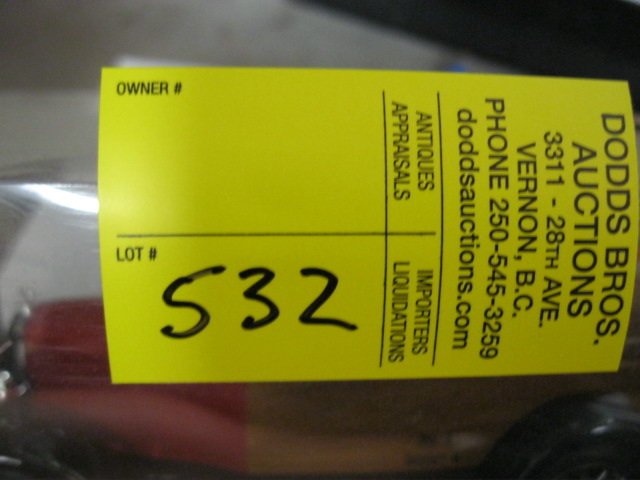 DODDS BROS.
AUCTIONS
3311 - 28TH AVE.
VERNON, B.C.
PHONE 250-545-3259
doddsauctions.com
ANTIQUES
APPRAISALS
IMPORTERS
LIQUIDATIONS
OWNER #
LOT #
532